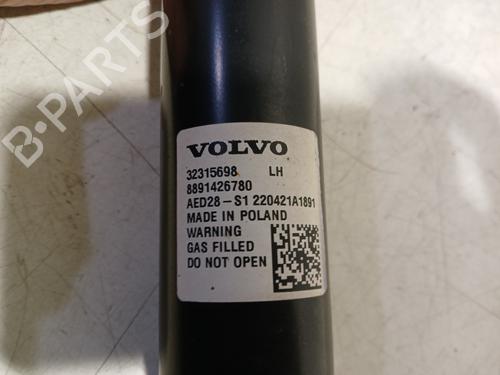 B-PARTS
VOLVO
32315698 LH
8891426780
AED28-S1 220421A1891
MADE IN POLAND
WARNING
GAS FILLED
DO NOT OPEN